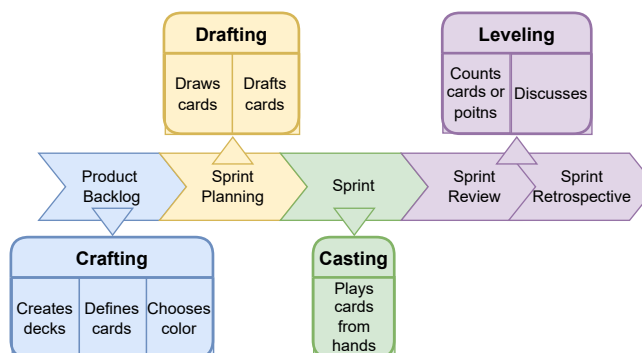 Drafting
Draws
cards
Drafts
cards
Leveling
Counts
cards or
poitns
Discusses
Product
Backlog
Sprint
Planning
Sprint
Sprint
Review
Sprint
Retrospective
Crafting
Creates
decks
Defines
cards
Chooses
color
Casting
Plays
cards
from
hands